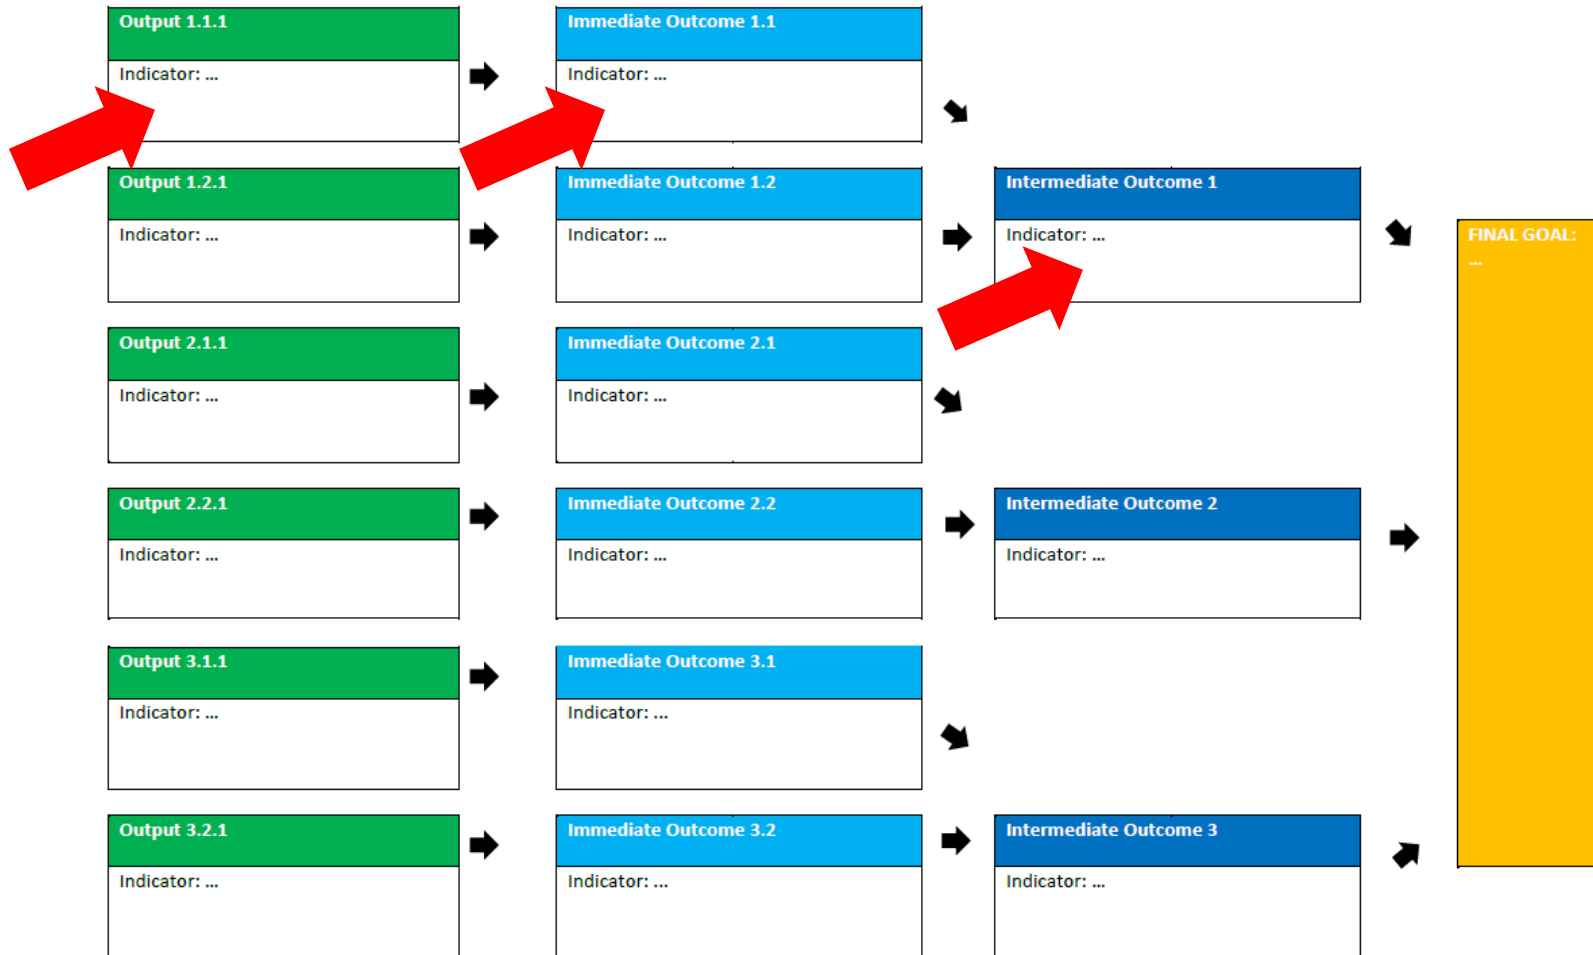 Output 1.1.1
Indicator: ...
Immediate Outcome 1.1
Indicator: ...
Output 1.2.1
Indicator: ...
Immediate Outcome 1.2
Indicator: ...
Intermediate Outcome 1
Indicator: ...
FINAL GOAL:
...
Output 2.1.1
Indicator: ...
Immediate Outcome 2.1
Indicator: ...
Output 2.2.1
Indicator: ...
Immediate Outcome 2.2
Indicator: ...
Intermediate Outcome 2
Indicator: ...
Output 3.1.1
Indicator: ...
Immediate Outcome 3.1
Indicator: ...
Output 3.2.1
Indicator: ...
Immediate Outcome 3.2
Indicator: ...
Intermediate Outcome 3
Indicator: ...